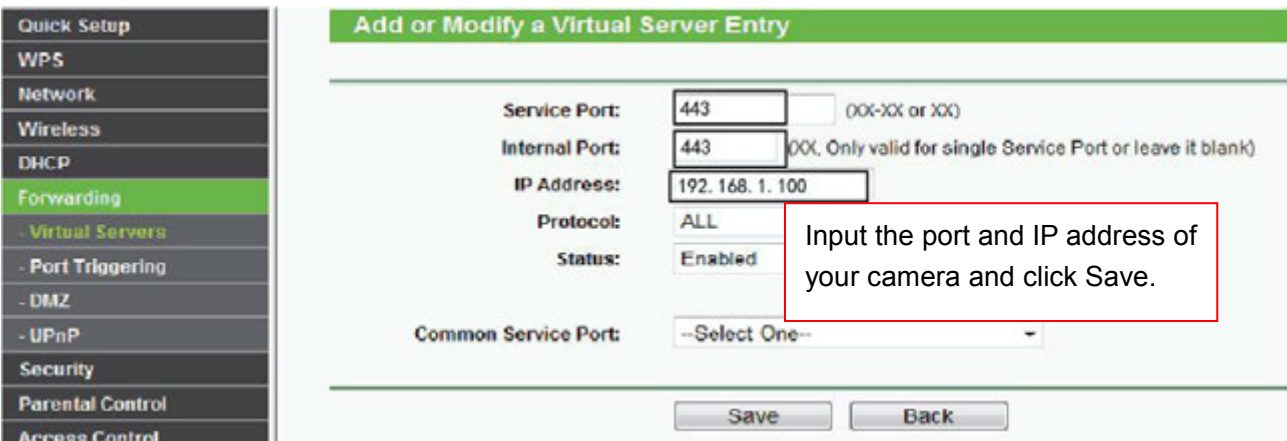 Quick Setup
WPS
Network
Wireless
DHCP
Forwarding
- Virtual Servers
- Port Triggering
- DMZ
- UPnP
Security
Parental Control
Access Control
Add or Modify a Virtual Server Entry
Service Port: 443 (XX-XX or XX)
Internal Port: 443 (XX, Only valid for single Service Port or leave it blank)
IP Address: 192.168.1.100
Protocol: ALL
Status: Enabled
Input the port and IP address of
your camera and click Save.
Common Service Port: --Select One--
Save Back